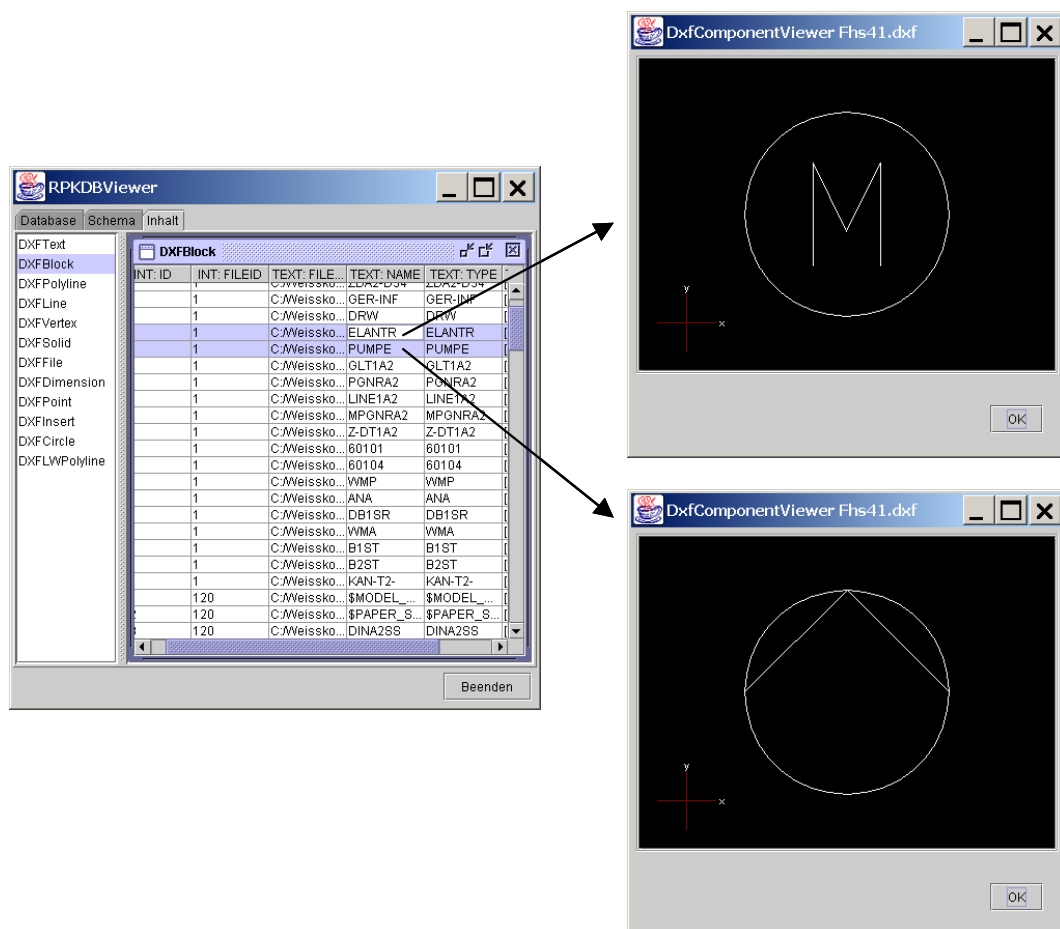 DxfComponentViewer Fhs41.dxf
M
y
x
OK
RPKDBViewer
Database Schema Inhalt
DXFText
DXFBlock
DXFPolyline
DXFLine
DXFVertex
DXFSolid
DXFFile
DXFDimension
DXFPoint
DXFInsert
DXFCircle
DXFLWPolyline
DXFBlock
INT: ID INT: FILEID TEXT: FILE... TEXT: NAME TEXT: TYPE
1 C:/Weissko... ZDA2-D34 ZDA2-D34
1 C:/Weissko... GER-INF GER-INF
1 C:/Weissko... DRW DRW
1 C:/Weissko... ELANTR ELANTR
1 C:/Weissko... PUMPE PUMPE
1 C:/Weissko... GLT1A2 GLT1A2
1 C:/Weissko... PGNRA2 PGNRA2
1 C:/Weissko... LINE1A2 LINE1A2
1 C:/Weissko... MPGNRA2 MPGNRA2
1 C:/Weissko... Z-DT1A2 Z-DT1A2
1 C:/Weissko... 60101 60101
1 C:/Weissko... 60104 60104
1 C:/Weissko... WMP WMP
1 C:/Weissko... ANA ANA
1 C:/Weissko... DB1SR DB1SR
1 C:/Weissko... WMA WMA
1 C:/Weissko... B1ST B1ST
1 C:/Weissko... B2ST B2ST
1 C:/Weissko... KAN-T2- KAN-T2-
120 C:/Weissko... $MODEL_... $MODEL_...
120 C:/Weissko... $PAPER_S... $PAPER_S...
120 C:/Weissko... DINA2SS DINA2SS
Beenden
DxfComponentViewer Fhs41.dxf
y
x
OK